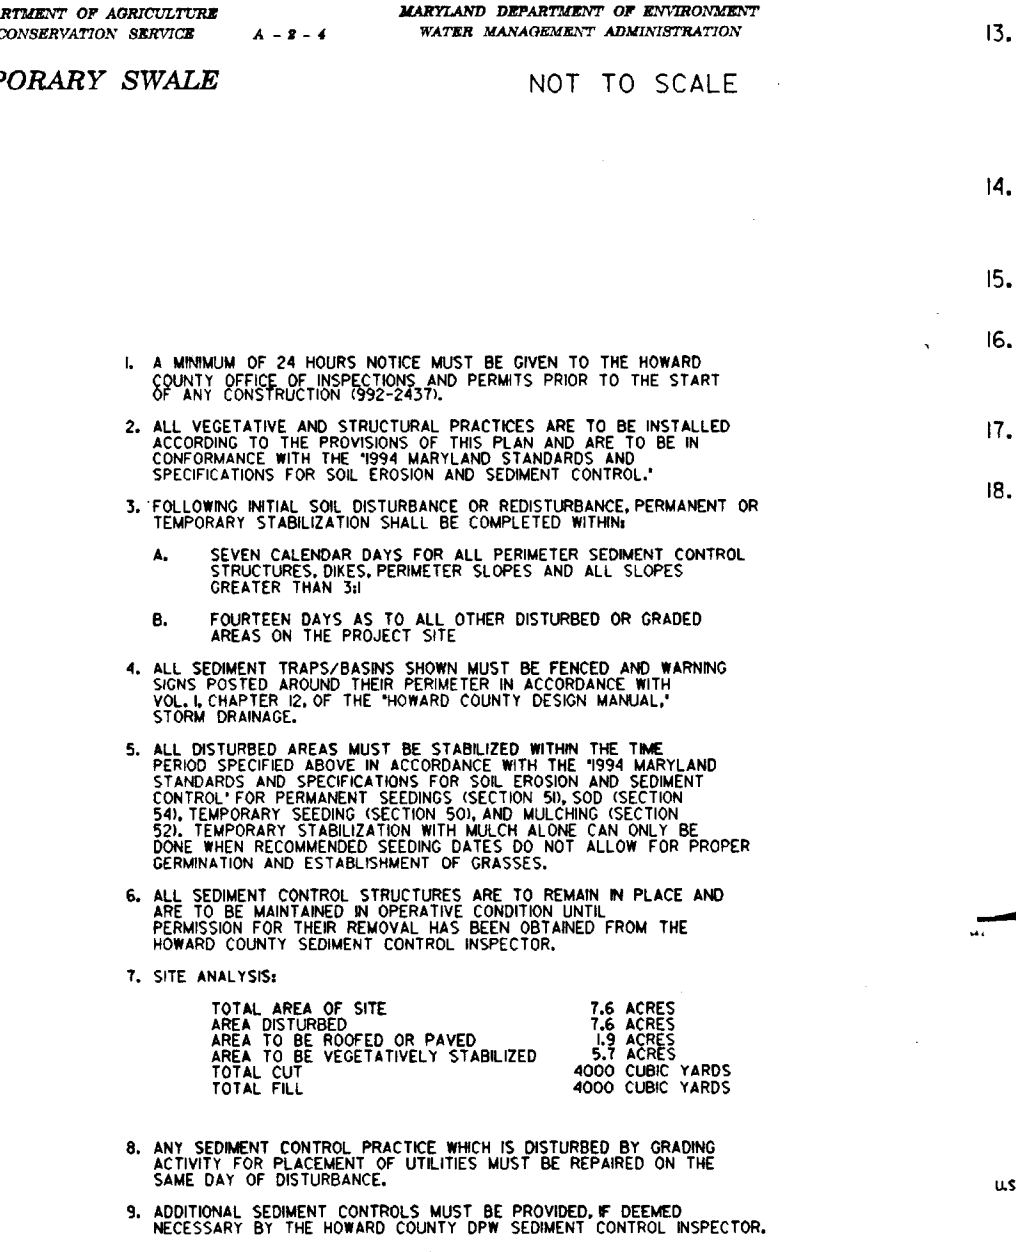 RTMENT OF AGRICULTURE
CONSERVATION SERVICE
A - 2 - 4
MARYLAND DEPARTMENT OF ENVIRONMENT
WATER MANAGEMENT ADMINISTRATION
PORARY SWALE
NOT TO SCALE
1. A MINIMUM OF 24 HOURS NOTICE MUST BE GIVEN TO THE HOWARD
COUNTY OFFICE OF INSPECTIONS AND PERMITS PRIOR TO THE START
OF ANY CONSTRUCTION (992-2437).
2. ALL VEGETATIVE AND STRUCTURAL PRACTICES ARE TO BE INSTALLED
ACCORDING TO THE PROVISIONS OF THIS PLAN AND ARE TO BE IN
CONFORMANCE WITH THE "1994 MARYLAND STANDARDS AND
SPECIFICATIONS FOR SOIL EROSION AND SEDIMENT CONTROL."
3. FOLLOWING INITIAL SOIL DISTURBANCE OR REDISTURBANCE, PERMANENT OR
TEMPORARY STABILIZATION SHALL BE COMPLETED WITHIN:
A. SEVEN CALENDAR DAYS FOR ALL PERIMETER SEDIMENT CONTROL
STRUCTURES, DIKES, PERIMETER SLOPES AND ALL SLOPES
GREATER THAN 3:1
B. FOURTEEN DAYS AS TO ALL OTHER DISTURBED OR GRADED
AREAS ON THE PROJECT SITE
4. ALL SEDIMENT TRAPS/BASINS SHOWN MUST BE FENCED AND WARNING
SIGNS POSTED AROUND THEIR PERIMETER IN ACCORDANCE WITH
VOL. 1, CHAPTER 12, OF THE "HOWARD COUNTY DESIGN MANUAL,"
STORM DRAINAGE.
5. ALL DISTURBED AREAS MUST BE STABILIZED WITHIN THE TIME
PERIOD SPECIFIED ABOVE IN ACCORDANCE WITH THE "1994 MARYLAND
STANDARDS AND SPECIFICATIONS FOR SOIL EROSION AND SEDIMENT
CONTROL" FOR PERMANENT SEEDINGS (SECTION 51), SOD (SECTION
54), TEMPORARY SEEDING (SECTION 50), AND MULCHING (SECTION
52). TEMPORARY STABILIZATION WITH MULCH ALONE CAN ONLY BE
DONE WHEN RECOMMENDED SEEDING DATES DO NOT ALLOW FOR PROPER
GERMINATION AND ESTABLISHMENT OF GRASSES.
6. ALL SEDIMENT CONTROL STRUCTURES ARE TO REMAIN IN PLACE AND
ARE TO BE MAINTAINED IN OPERATIVE CONDITION UNTIL
PERMISSION FOR THEIR REMOVAL HAS BEEN OBTAINED FROM THE
HOWARD COUNTY SEDIMENT CONTROL INSPECTOR.
7. SITE ANALYSIS:
TOTAL AREA OF SITE 7.6 ACRES
AREA DISTURBED 7.6 ACRES
AREA TO BE ROOFED OR PAVED 1.9 ACRES
AREA TO BE VEGETATIVELY STABILIZED 5.7 ACRES
TOTAL CUT 4000 CUBIC YARDS
TOTAL FILL 4000 CUBIC YARDS
8. ANY SEDIMENT CONTROL PRACTICE WHICH IS DISTURBED BY GRADING
ACTIVITY FOR PLACEMENT OF UTILITIES MUST BE REPAIRED ON THE
SAME DAY OF DISTURBANCE.
9. ADDITIONAL SEDIMENT CONTROLS MUST BE PROVIDED, IF DEEMED
NECESSARY BY THE HOWARD COUNTY DPW SEDIMENT CONTROL INSPECTOR.
13.
14.
15.
16.
17.
18.
U.S